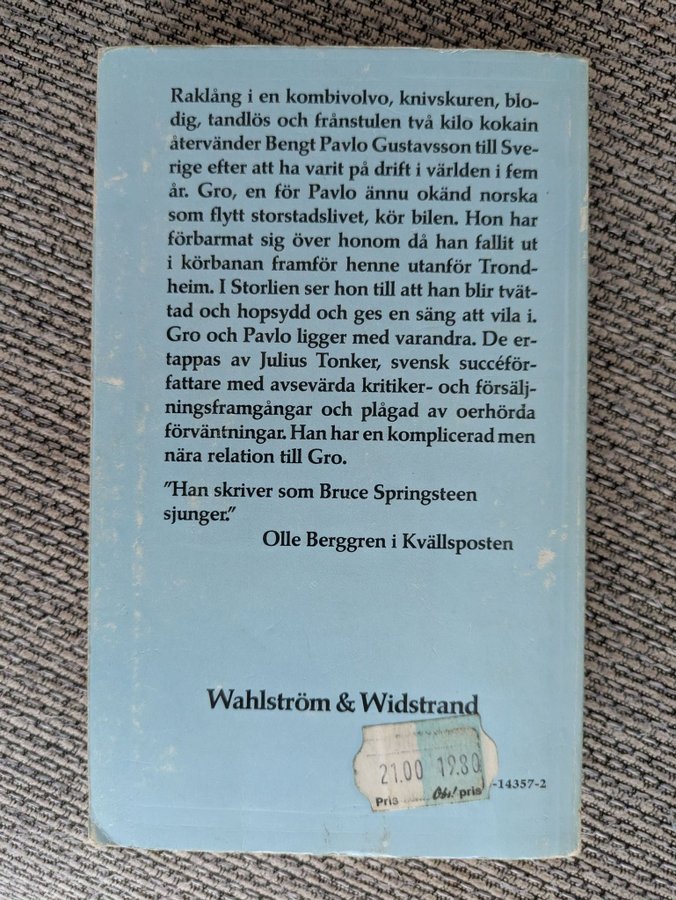 Raklång i en kombivolvo, knivskuren, blo-
dig, tandlös och frånstulen två kilo kokain
återvänder Bengt Pavlo Gustavsson till Sve-
rige efter att ha varit på drift i världen i fem
år. Gro, en för Pavlo ännu okänd norska
som flytt storstadslivet, kör bilen. Hon har
förbarmat sig över honom då han fallit ut
i körbanan framför henne utanför Trond-
heim. I Storlien ser hon till att han blir tvät-
tad och hopsydd och ges en säng att vila i.
Gro och Pavlo ligger med varandra. De er-
tappas av Julius Tonker, svensk succéför-
fattare med avsevärda kritiker- och försälj-
ningsframgångar och plågad av oerhörda
förväntningar. Han har en komplicerad men
nära relation till Gro.
"Han skriver som Bruce Springsteen
sjunger."
Olle Berggren i Kvällsposten
Wahlström & Widstrand
21.00 19.80
Pris Obs! pris
-14357-2